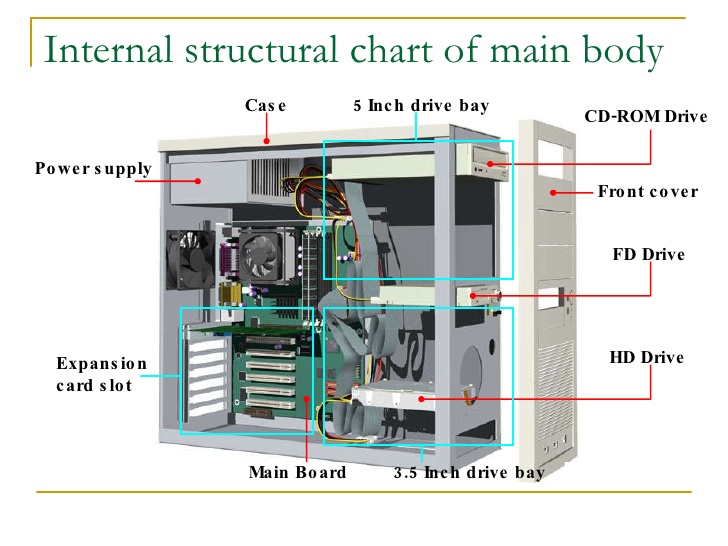 Internal structural chart of main body
Case
5 Inch drive bay
CD-ROM Drive
Power supply
Front cover
FD Drive
Expansion
card slot
HD Drive
Main Board
3.5 Inch drive bay